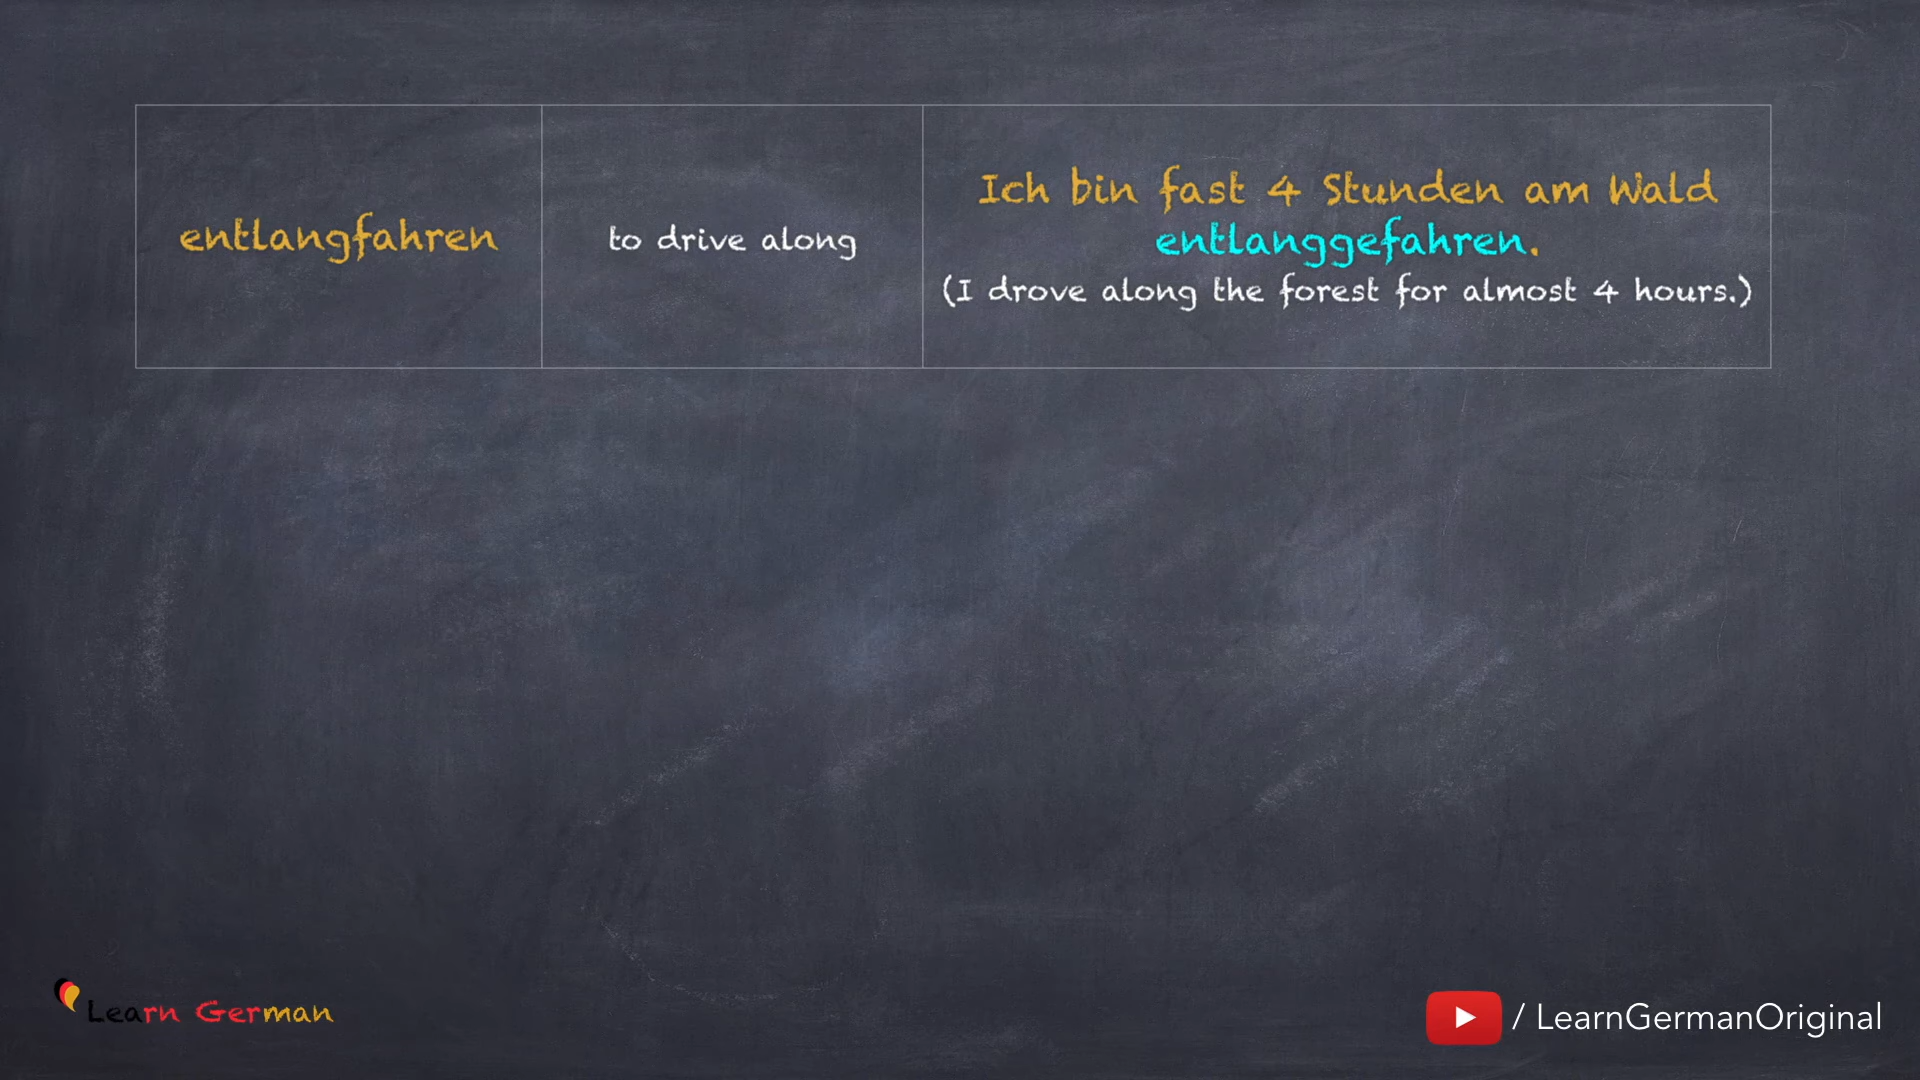 entlangfahren
to drive along
Ich bin fast 4 Stunden am Wald
entlanggefahren.
(I drove along the forest for almost 4 hours.)
Learn German
/ LearnGermanOriginal